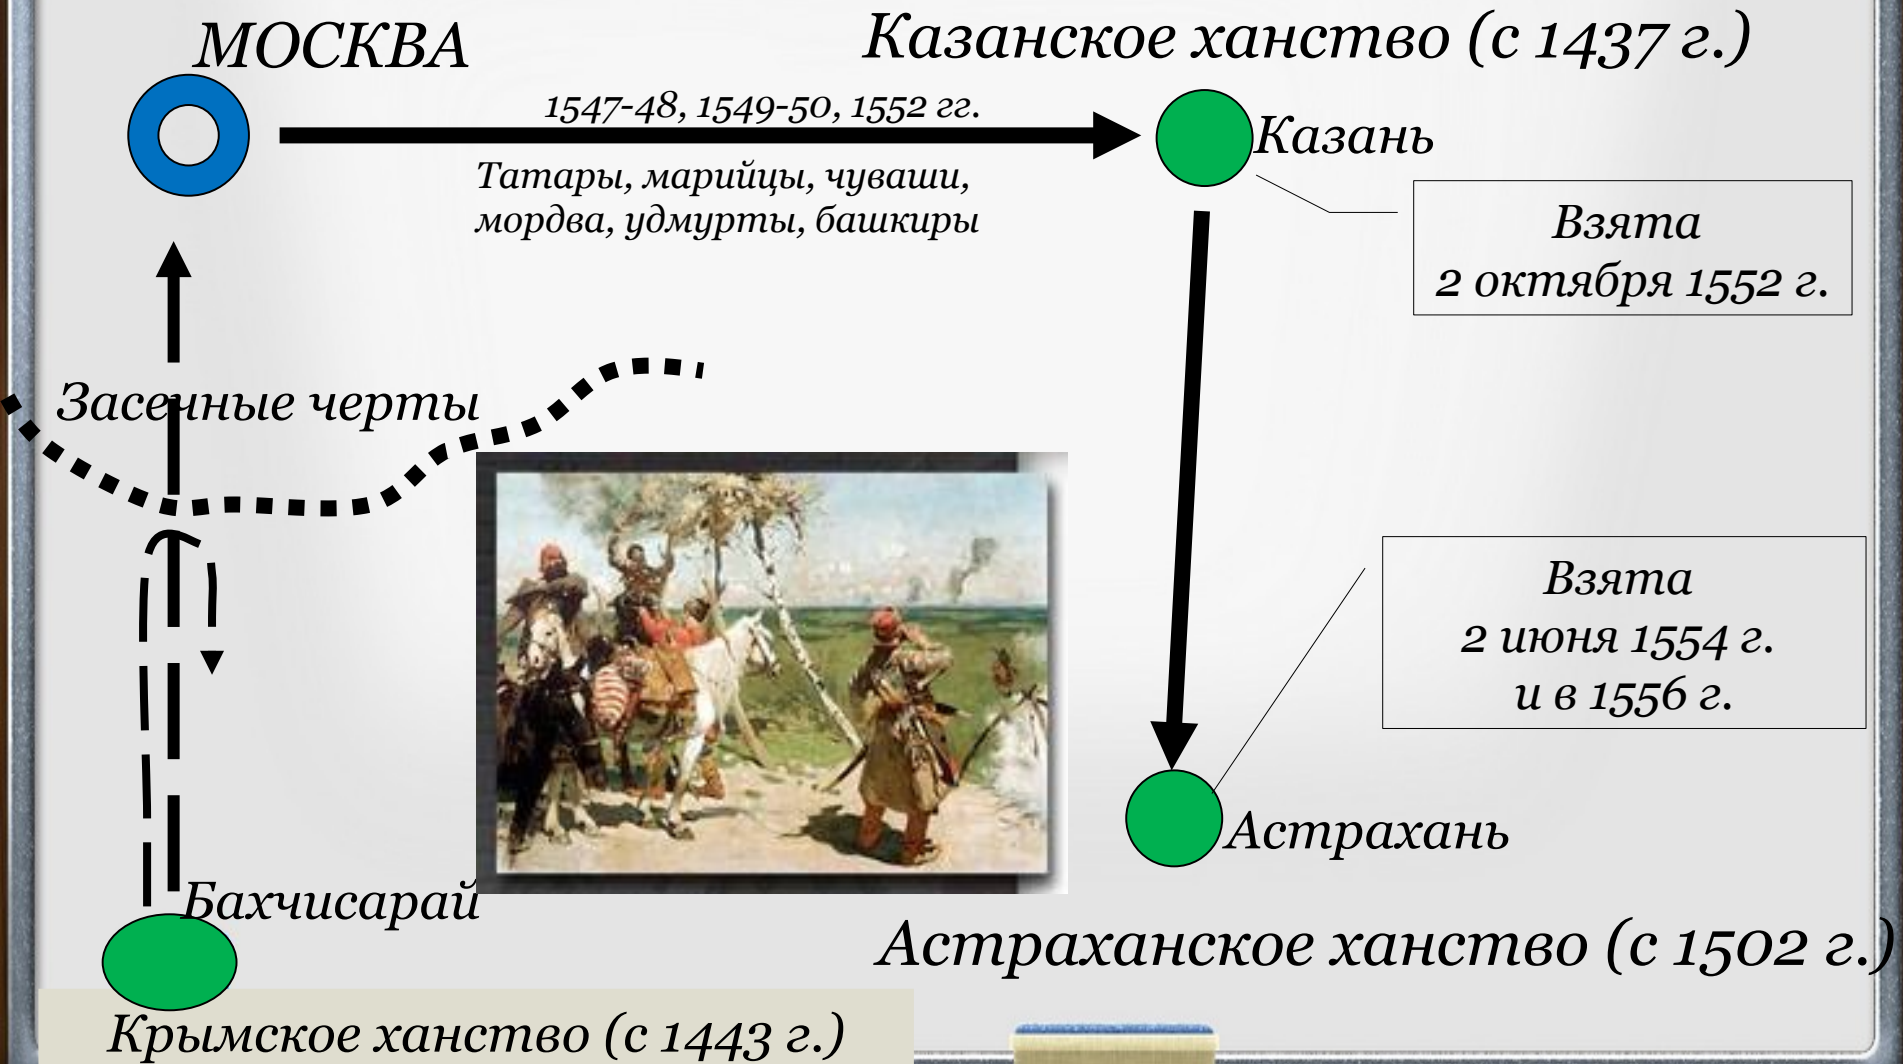 МОСКВА
Казанское ханство (с 1437 г.)
1547-48, 1549-50, 1552 гг.
Казань
Татары, марийцы, чуваши,
мордва, удмурты, башкиры
Взята
2 октября 1552 г.
Засечные черты
Взята
2 июня 1554 г.
и в 1556 г.
Астрахань
Бахчисарай
Астраханское ханство (с 1502 г.)
Крымское ханство (с 1443 г.)